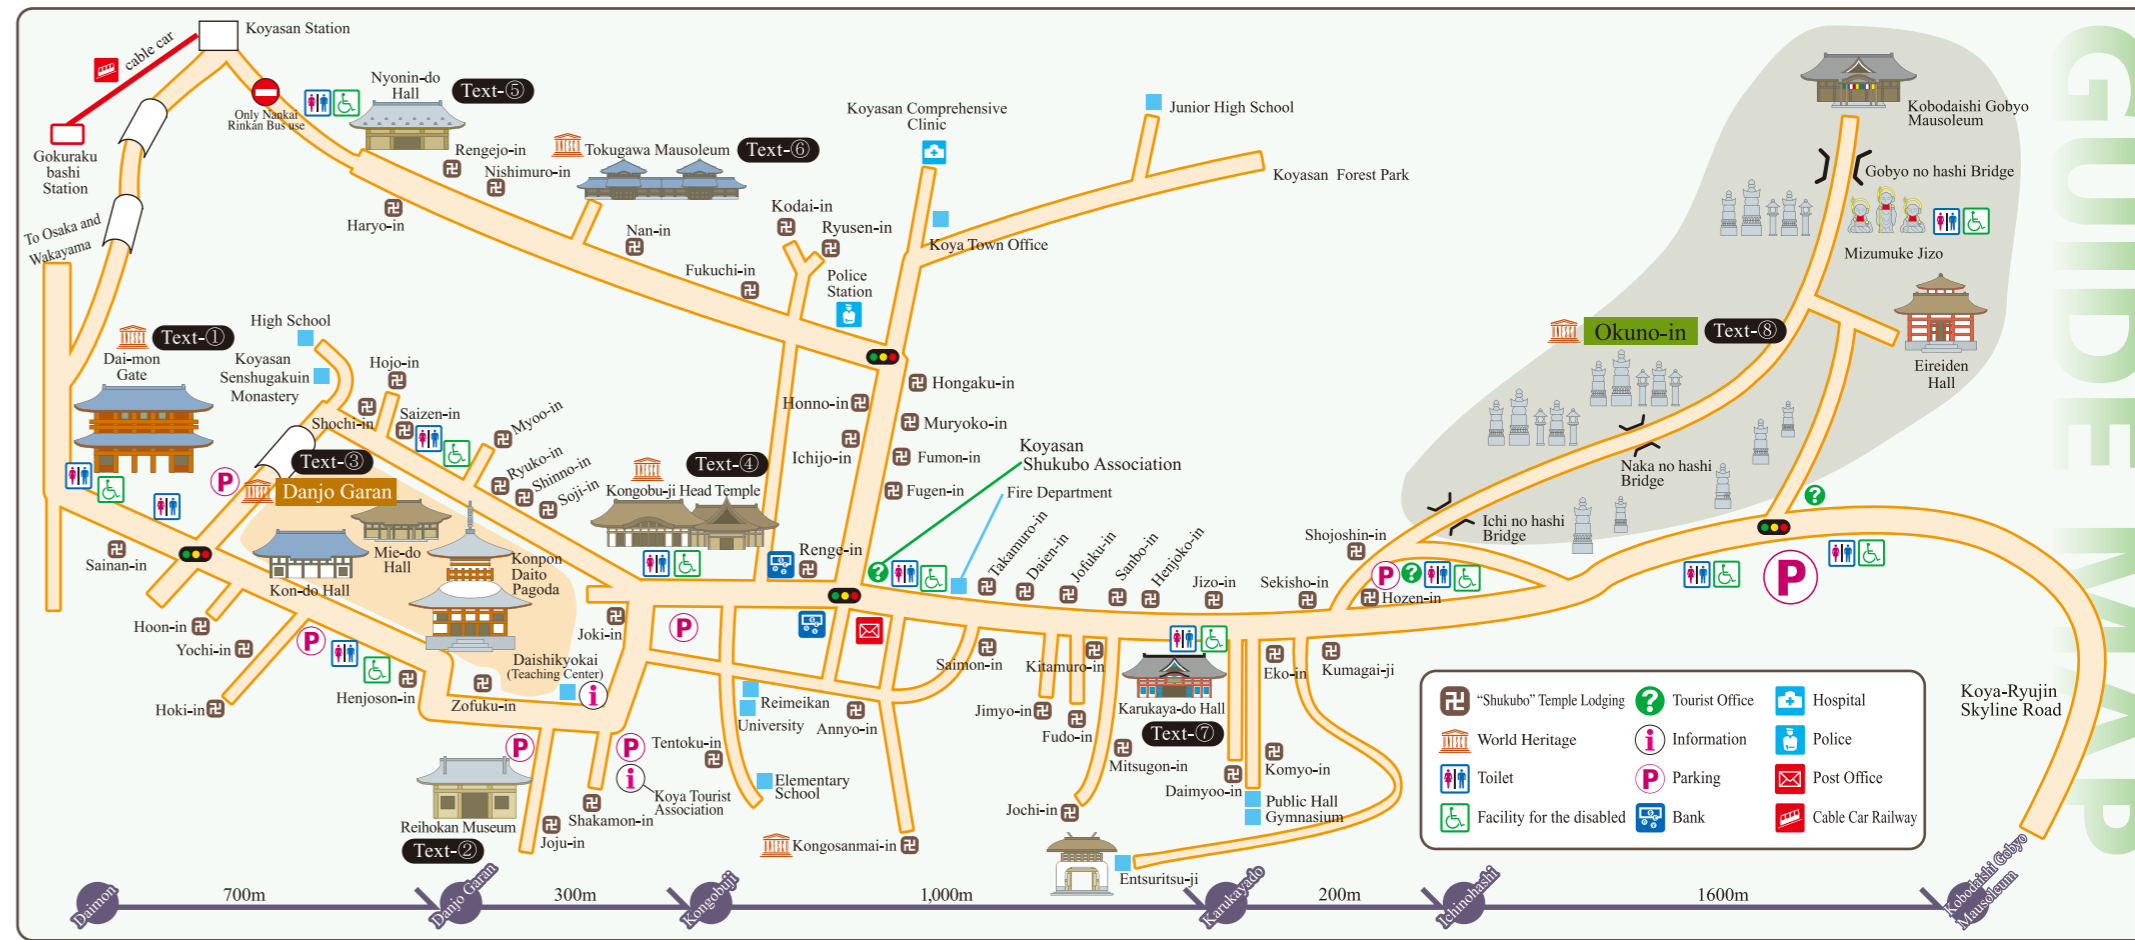 GUIDE MAP
Koyasan Station
cable car
Gokuraku
bashi
Station
Only Nankai
Rinkan Bus use
To Osaka and
Wakayama
Nyonin-do
Hall
Text-⑤
Rengejo-in
Nishimuro-in
Haryo-in
Tokugawa Mausoleum
Text-⑥
Nan-in
Fukuchi-in
Kodai-in
Ryusen-in
Police
Station
Koyasan Comprehensive
Clinic
Koya Town Office
Junior High School
Koyasan Forest Park
Kobodaishi Gobyo
Mausoleum
Gobyo no hashi Bridge
Mizumuke Jizo
Okuno-in
Text-⑧
Eireiden
Hall
Naka no hashi
Bridge
Ichi no hashi
Bridge
Text-①
Dai-mon
Gate
High School
Koyasan
Senshugakuin
Monastery
Hojo-in
Shochi-in
Saizen-in
Myoo-in
Ryuko-in
Shinno-in
Soji-in
Text-③
Danjo Garan
Mie-do
Hall
Kon-do Hall
Konpon
Daito
Pagoda
P
Sainan-in
Hoon-in
Yochi-in
Hoki-in
P
Henjoson-in
Zofuku-in
Daishikyokai
(Teaching Center)
i
Joki-in
Text-④
Kongobu-ji Head Temple
Honno-in
Ichijo-in
Hongaku-in
Muryoko-in
Fumon-in
Fugen-in
Renge-in
Koyasan
Shukubo Association
Fire Department
?
Takamuro-in
Daien-in
Jofuku-in
Sanbo-in
Henjoko-in
Jizo-in
Sekisho-in
Shojoshin-in
P
?
Hozen-in
?
P
P
Saimon-in
Kitamuro-in
Jimyo-in
Fudo-in
Karukaya-do Hall
Text-⑦
Eko-in
Kumagai-ji
Mitsugon-in
Daimyoo-in
Komyo-in
Public Hall
Gymnasium
Jochi-in
Entsuritsu-ji
Reimeikan
University
Annyo-in
Elementary
School
Kongosanmai-in
Tentoku-in
P
P
i
Koya Tourist
Association
Shakamon-in
Joju-in
Reihokan Museum
Text-②
Koya-Ryujin
Skyline Road
“Shukubo” Temple Lodging
? Tourist Office
Hospital
World Heritage
i Information
Police
Toilet
P Parking
Post Office
Facility for the disabled
Bank
Cable Car Railway
Daimon
700m
Danjo Garan
300m
Kongobuji
1,000m
Karukayado
200m
Ichinohashi
1600m
Kobodaishi Gobyo
Mausoleum